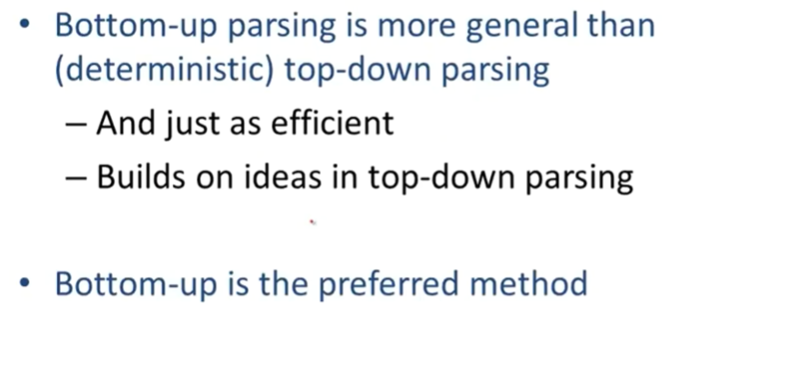 • Bottom-up parsing is more general than
(deterministic) top-down parsing
– And just as efficient
– Builds on ideas in top-down parsing
• Bottom-up is the preferred method